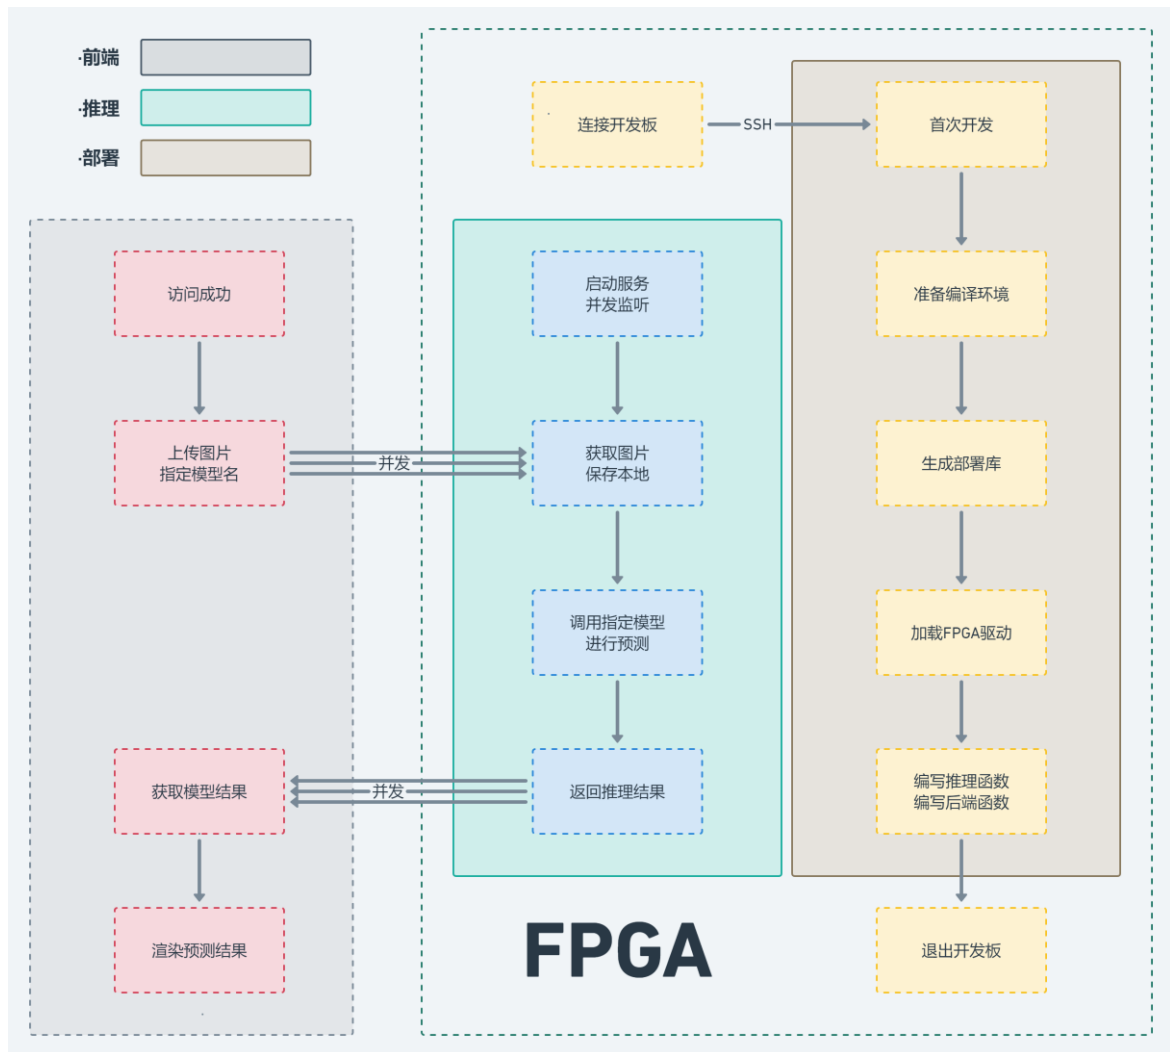 ·前端
·推理
·部署
连接开发板
SSH
首次开发
访问成功
启动服务
并发监听
准备编译环境
上传图片
指定模型名
并发
获取图片
保存本地
生成部署库
调用指定模型
进行预测
加载FPGA驱动
获取模型结果
并发
返回推理结果
编写推理函数
编写后端函数
渲染预测结果
FPGA
退出开发板